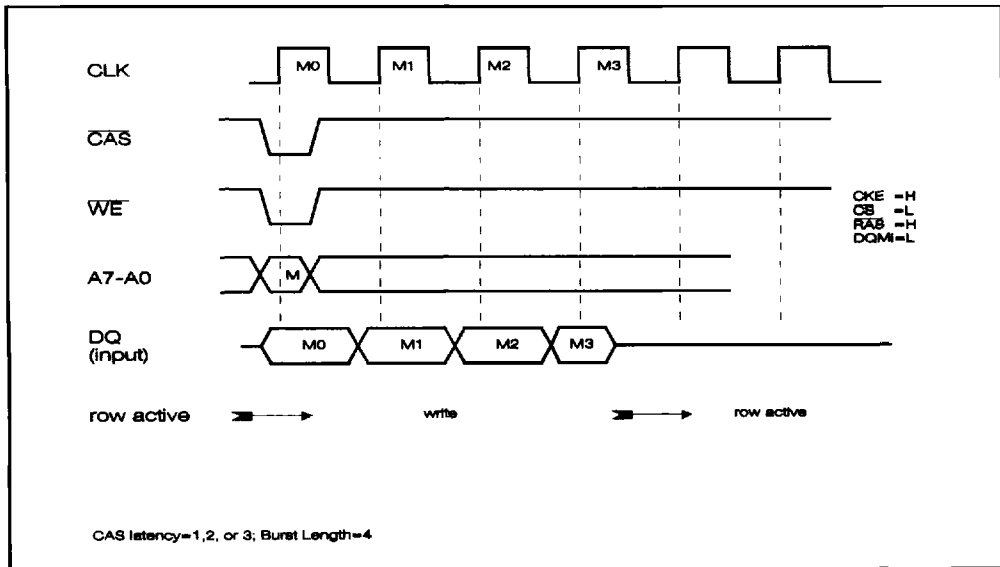 CLK M0 M1 M2 M3
CAS
WE
CKE =H
CS =L
RAS =H
DQMi=L
A7-A0 M
DQ
(input)
M0 M1 M2 M3
row active write row active
CAS latency=1,2, or 3; Burst Length=4